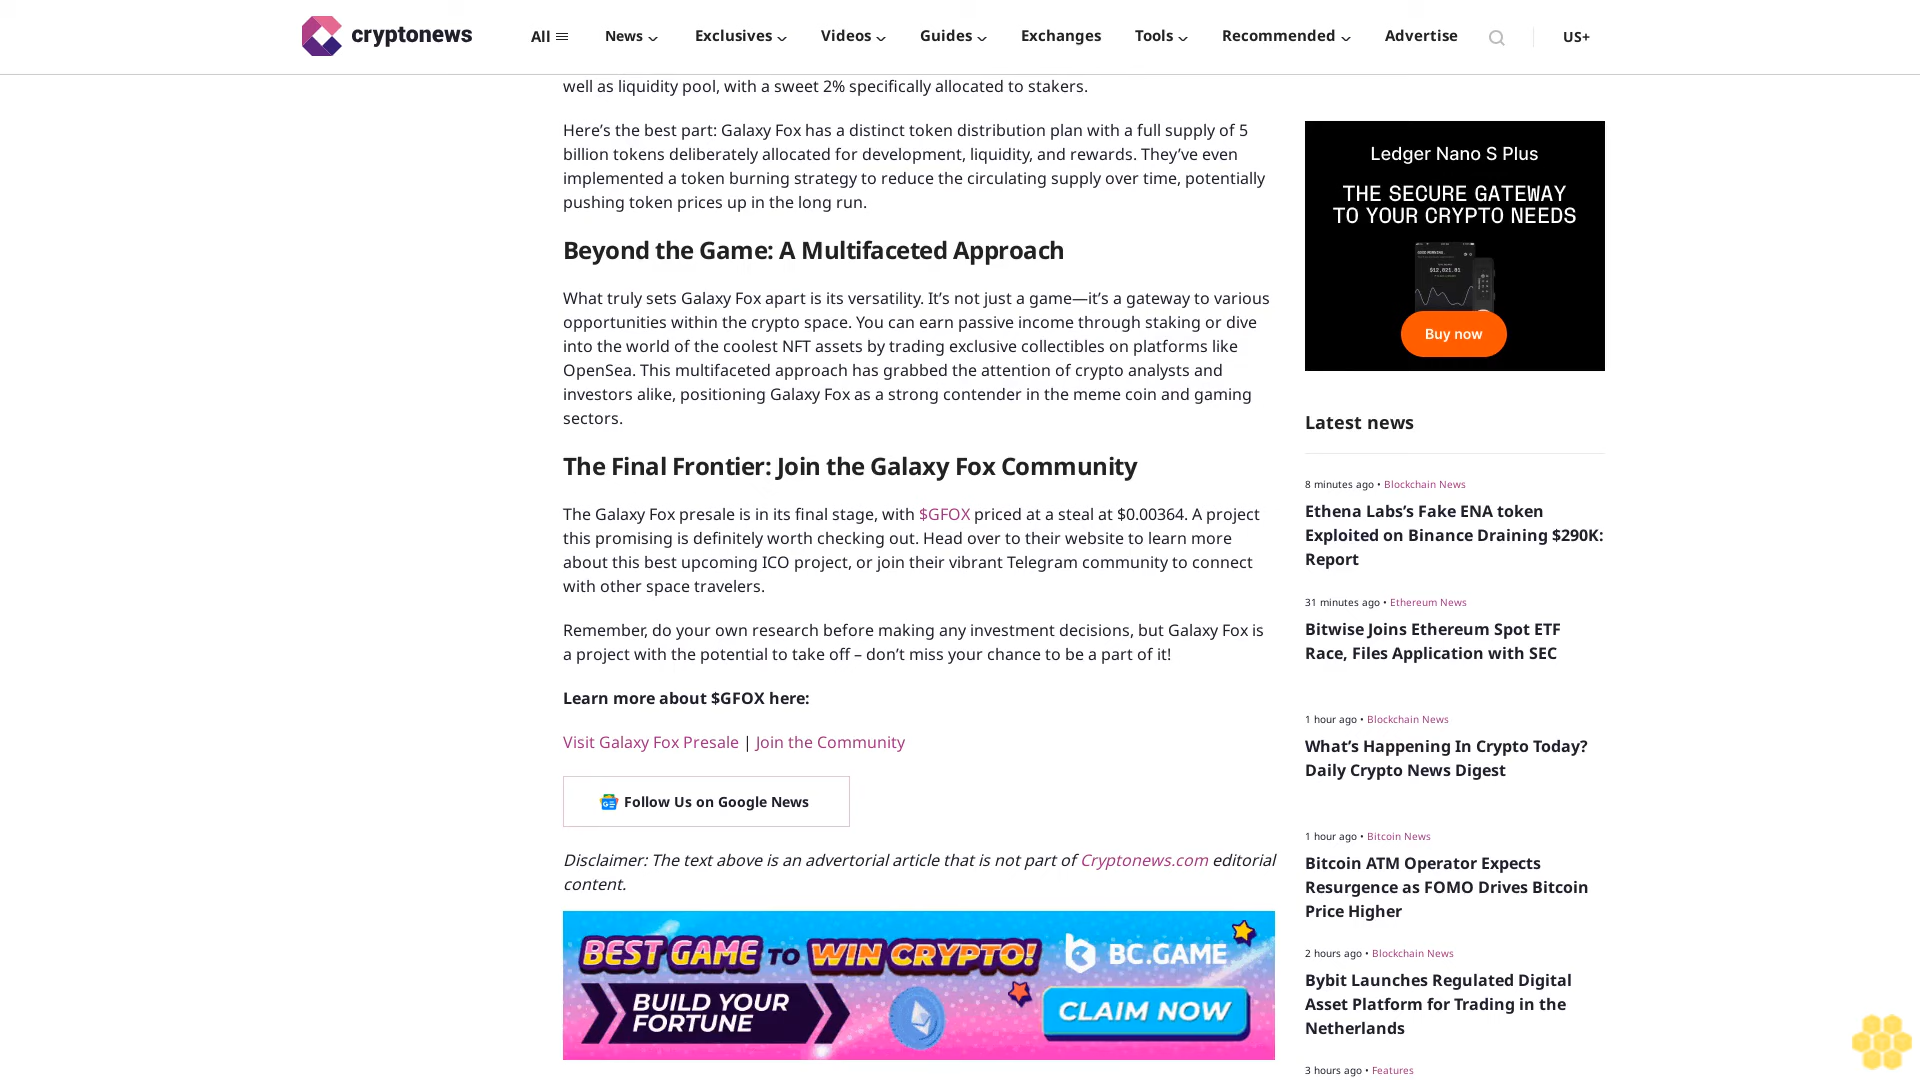 cryptonews
All
News
Exclusives
Videos
Guides
Exchanges
Tools
Recommended
Advertise
US+
well as liquidity pool, with a sweet 2% specifically allocated to stakers.
Here’s the best part: Galaxy Fox has a distinct token distribution plan with a full supply of 5
billion tokens deliberately allocated for development, liquidity, and rewards. They’ve even
implemented a token burning strategy to reduce the circulating supply over time, potentially
pushing token prices up in the long run.
Beyond the Game: A Multifaceted Approach
What truly sets Galaxy Fox apart is its versatility. It’s not just a game—it’s a gateway to various
opportunities within the crypto space. You can earn passive income through staking or dive
into the world of the coolest NFT assets by trading exclusive collectibles on platforms like
OpenSea. This multifaceted approach has grabbed the attention of crypto analysts and
investors alike, positioning Galaxy Fox as a strong contender in the meme coin and gaming
sectors.
The Final Frontier: Join the Galaxy Fox Community
The Galaxy Fox presale is in its final stage, with $GFOX priced at a steal at $0.00364. A project
this promising is definitely worth checking out. Head over to their website to learn more
about this best upcoming ICO project, or join their vibrant Telegram community to connect
with other space travelers.
Remember, do your own research before making any investment decisions, but Galaxy Fox is
a project with the potential to take off – don’t miss your chance to be a part of it!
Learn more about $GFOX here:
Visit Galaxy Fox Presale | Join the Community
Follow Us on Google News
Disclaimer: The text above is an advertorial article that is not part of Cryptonews.com editorial
content.
BEST GAME TO WIN CRYPTO!
BC.GAME
BUILD YOUR
FORTUNE
CLAIM NOW
Ledger Nano S Plus
THE SECURE GATEWAY
TO YOUR CRYPTO NEEDS
$12,821.01
Buy now
Latest news
8 minutes ago • Blockchain News
Ethena Labs’s Fake ENA token
Exploited on Binance Draining $290K:
Report
31 minutes ago • Ethereum News
Bitwise Joins Ethereum Spot ETF
Race, Files Application with SEC
1 hour ago • Blockchain News
What’s Happening In Crypto Today?
Daily Crypto News Digest
1 hour ago • Bitcoin News
Bitcoin ATM Operator Expects
Resurgence as FOMO Drives Bitcoin
Price Higher
2 hours ago • Blockchain News
Bybit Launches Regulated Digital
Asset Platform for Trading in the
Netherlands
3 hours ago • Features